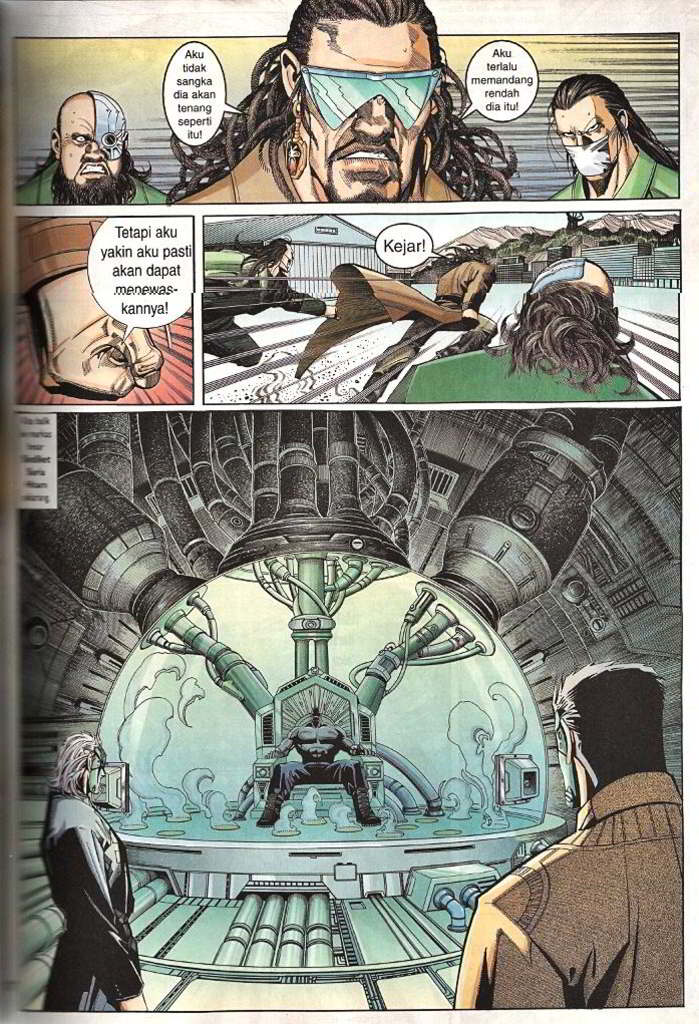 Aku
tidak
sangka
dia akan
tenang
seperti
itu!
Aku
terlalu
memandang
rendah
dia itu!
Tetapi aku
yakin aku pasti
akan dapat
menewas-
kannya!
Kejar!